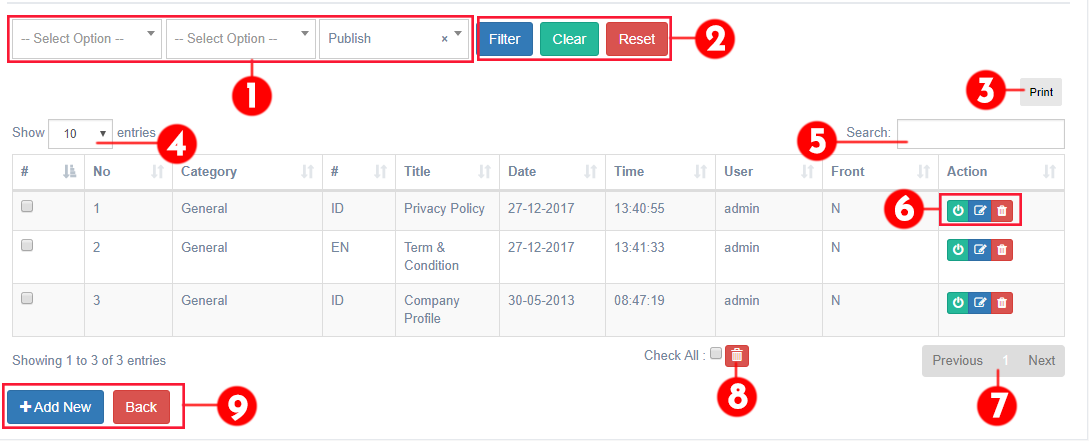 -- Select Option -- -- Select Option -- Publish × Filter Clear Reset
1 2
3 Print
Show 10 entries 4 5 Search:
# No Category # Title Date Time User Front Action
1 General ID Privacy Policy 27-12-2017 13:40:55 admin N 6
2 General EN Term & 27-12-2017 13:41:33 admin N
Condition
3 General ID Company 30-05-2013 08:47:19 admin N
Profile
Showing 1 to 3 of 3 entries Check All : Previous 1 Next
8 7
+ Add New Back 9